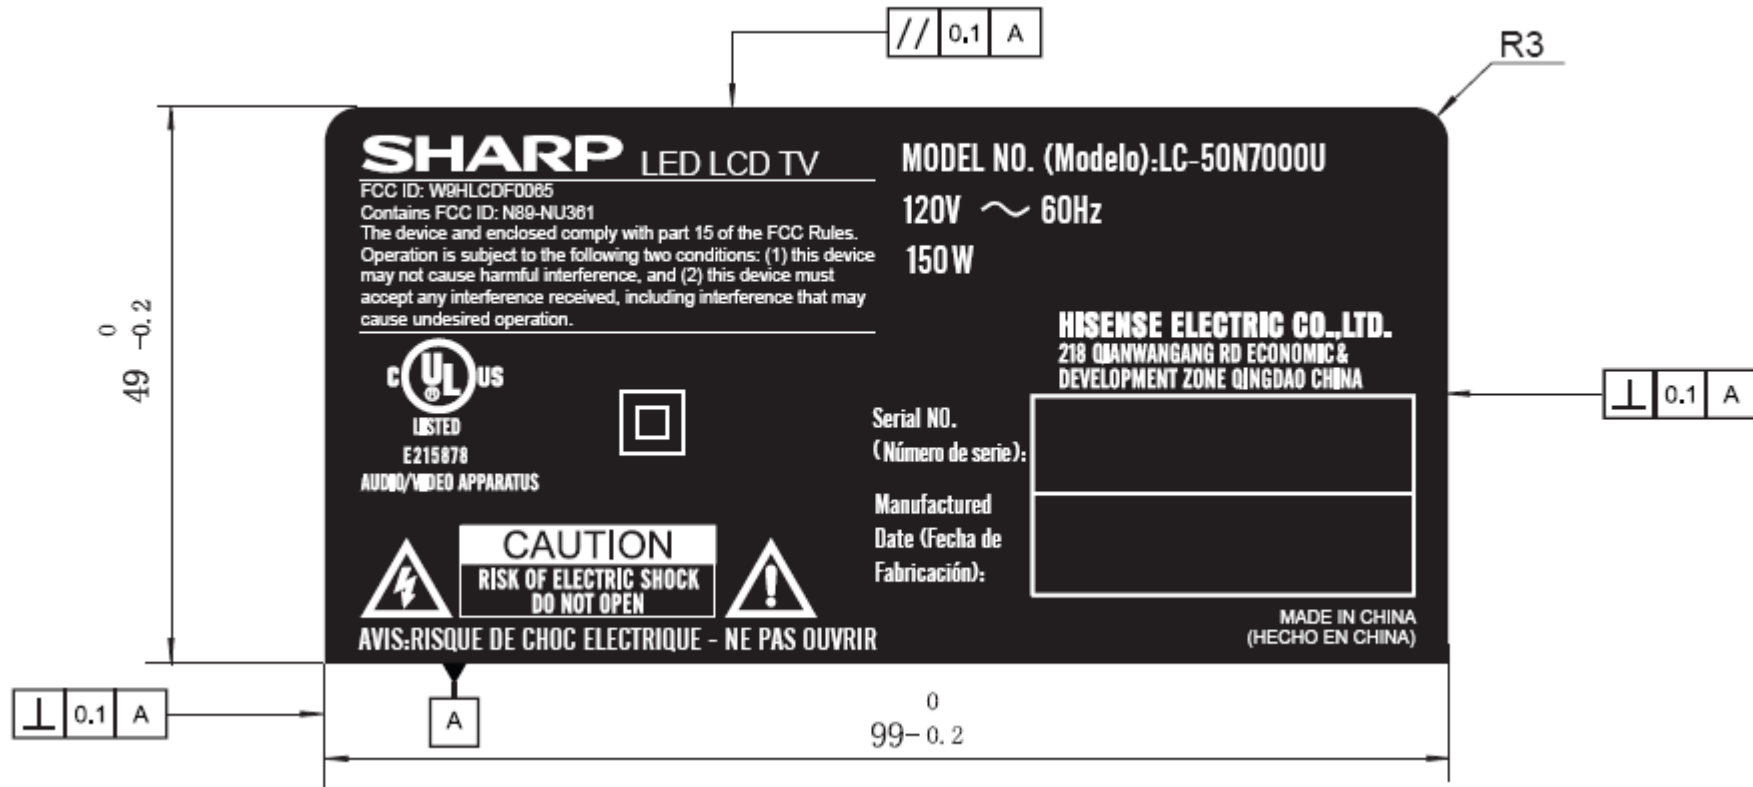 // 0.1 A
R3
SHARP LED LCD TV
FCC ID: W9HLCDF0065
Contains FCC ID: N89-NU361
The device and enclosed comply with part 15 of the FCC Rules.
Operation is subject to the following two conditions: (1) this device
may not cause harmful interference, and (2) this device must
accept any interference received, including interference that may
cause undesired operation.
MODEL NO. (Modelo):LC-50N7000U
120V ～ 60Hz
150W
HISENSE ELECTRIC CO.,LTD.
218 QIANWANGANG RD ECONOMIC&
DEVELOPMENT ZONE QINGDAO CHINA
C UL US
®
LISTED
E215878
AUDIO/VIDEO APPARATUS
Serial NO.
(Número de serie):
Manufactured
Date (Fecha de
Fabricación):
CAUTION
RISK OF ELECTRIC SHOCK
DO NOT OPEN
!
AVIS:RISQUE DE CHOC ELECTRIQUE - NE PAS OUVRIR
MADE IN CHINA
(HECHO EN CHINA)
49 0 -0.2
⊥ 0.1 A
⊥ 0.1 A
A
0
99-0.2